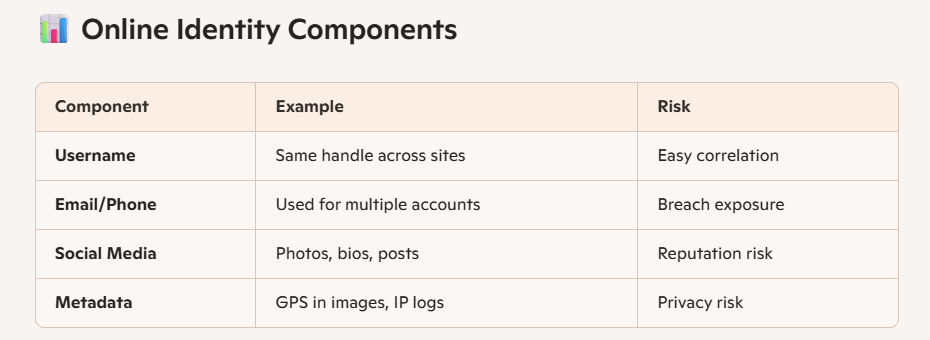 Online Identity Components
Component Example Risk
Username Same handle across sites Easy correlation
Email/Phone Used for multiple accounts Breach exposure
Social Media Photos, bios, posts Reputation risk
Metadata GPS in images, IP logs Privacy risk